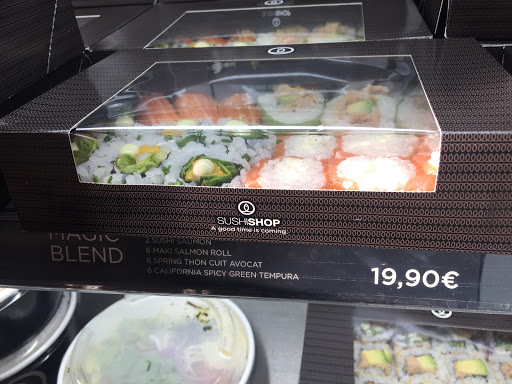 SUSHISHOP
A good time is coming.
MAGIC
BLEND
2 SUSHI SAUMON
6 MAKI SALMON ROLL
6 SPRING THON CUIT AVOCAT
6 CALIFORNIA SPICY GREEN TEMPURA
19,90€